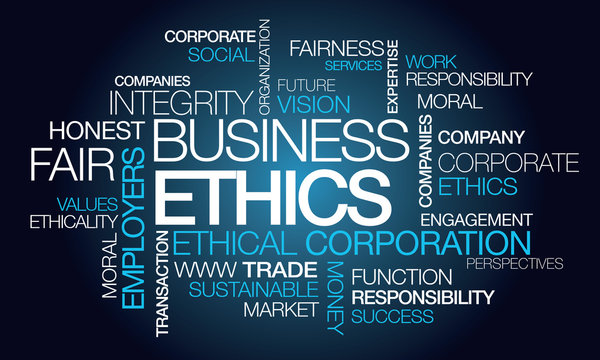 CORPORATE
SOCIAL
ORGANIZATION
FAIRNESS
SERVICES
EXPERTISE
WORK
RESPONSIBILITY
COMPANIES
INTEGRITY
FUTURE
VISION
MORAL
HONEST
BUSINESS
COMPANIES
COMPANY
FAIR
EMPLOYERS
CORPORATE
ETHICS
ETHICS
VALUES
ETHICALITY
ENGAGEMENT
MORAL
TRANSACTION
ETHICAL CORPORATION
PERSPECTIVES
WWW TRADE
MONEY
FUNCTION
SUSTAINABLE
RESPONSIBILITY
MARKET
SUCCESS